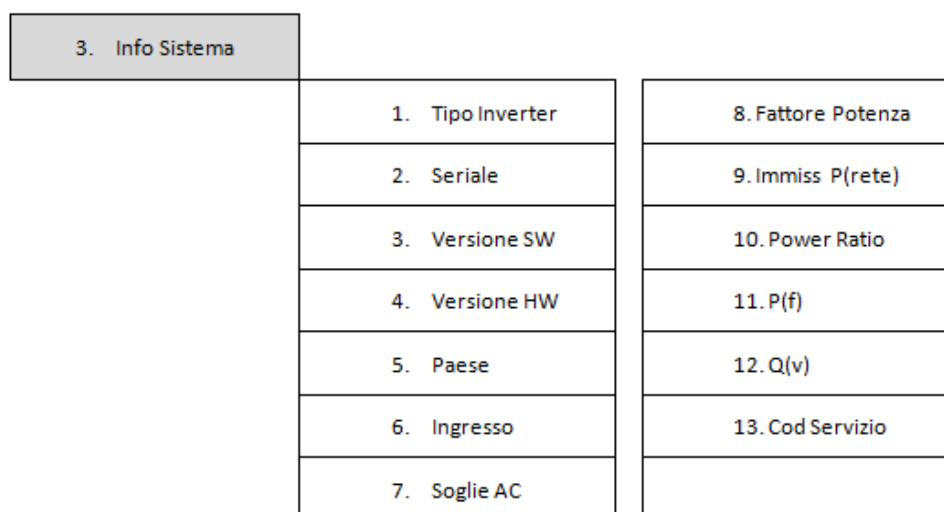 3. Info Sistema
1. Tipo Inverter
2. Seriale
3. Versione SW
4. Versione HW
5. Paese
6. Ingresso
7. Soglie AC
8. Fattore Potenza
9. Immiss P(rete)
10. Power Ratio
11. P(f)
12. Q(v)
13. Cod Servizio